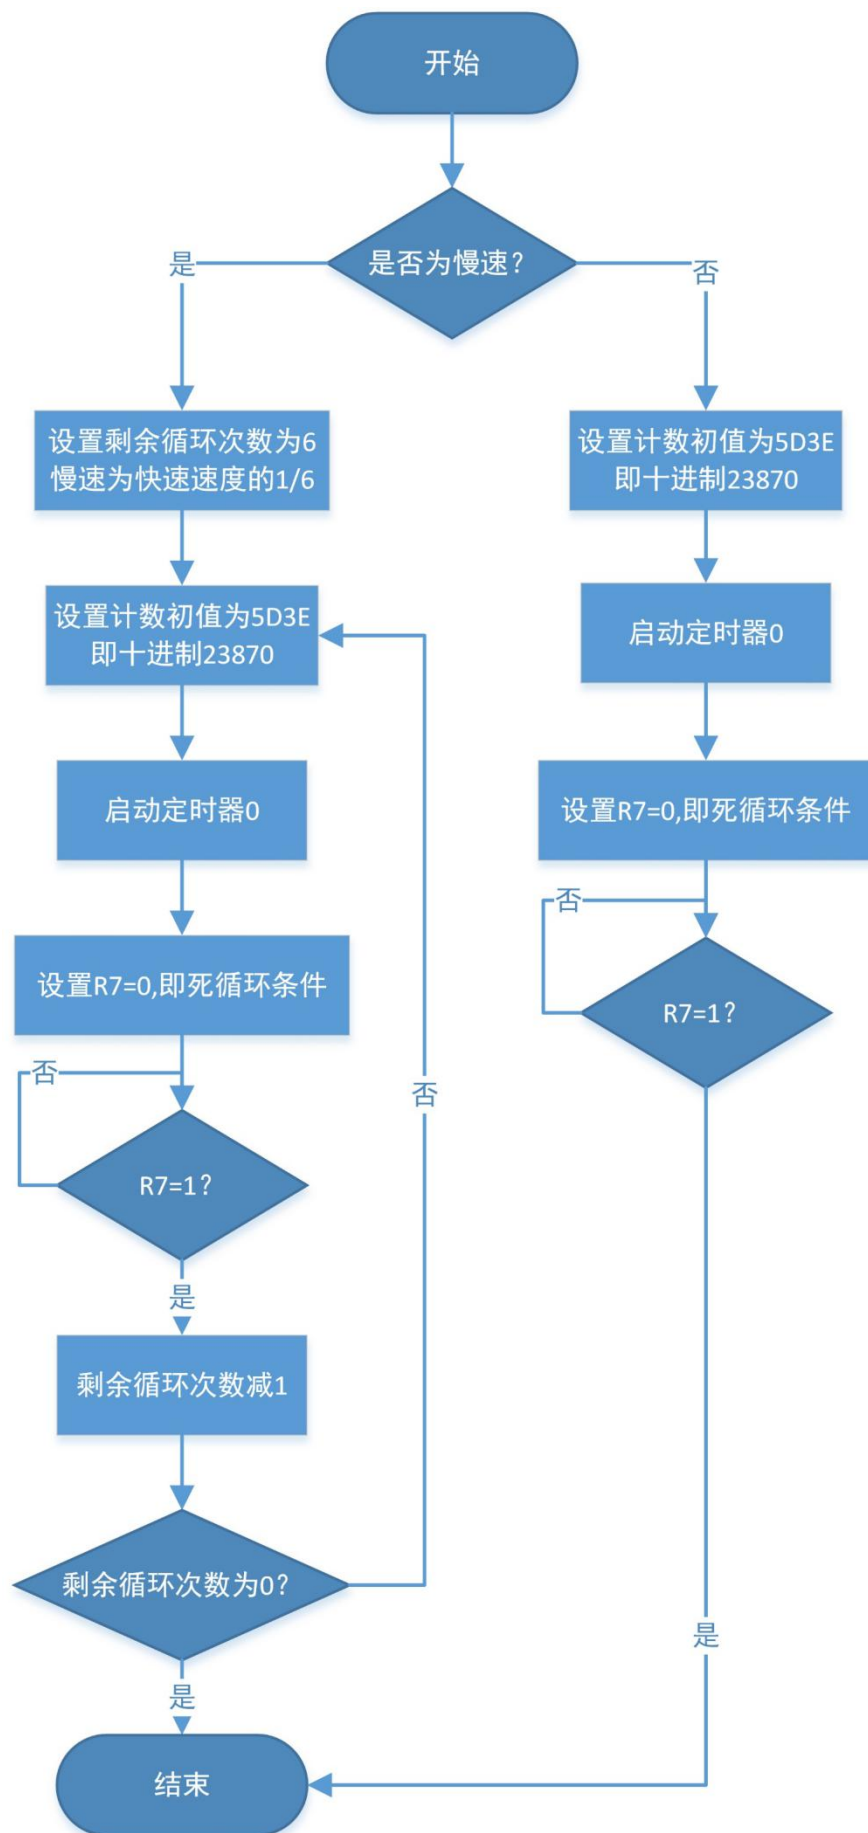 开始
是否为慢速？
是
否
设置剩余循环次数为6
慢速为快速速度的1/6
设置计数初值为5D3E
即十进制23870
设置计数初值为5D3E
即十进制23870
启动定时器0
启动定时器0
设置R7=0,即死循环条件
设置R7=0,即死循环条件
否
R7=1？
否
R7=1？
否
是
剩余循环次数减1
剩余循环次数为0？
是
是
结束